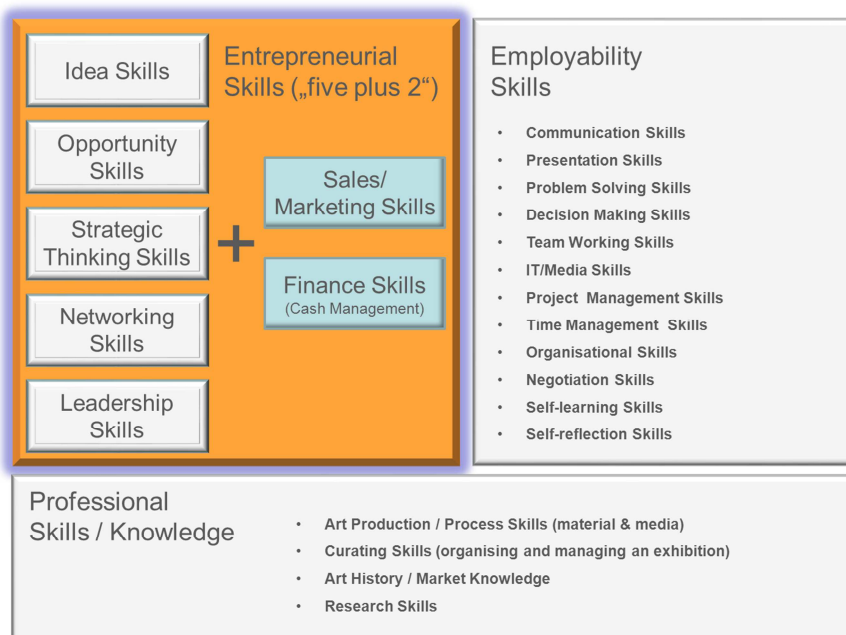 Entrepreneurial
Skills („five plus 2“)
Idea Skills
Opportunity
Skills
Strategic
Thinking Skills
Networking
Skills
Leadership
Skills
+
Sales/
Marketing Skills
Finance Skills
(Cash Management)
Employability
Skills
• Communication Skills
• Presentation Skills
• Problem Solving Skills
• Decision Making Skills
• Team Working Skills
• IT/Media Skills
• Project Management Skills
• Time Management Skills
• Organisational Skills
• Negotiation Skills
• Self-learning Skills
• Self-reflection Skills
Professional
Skills / Knowledge
• Art Production / Process Skills (material & media)
• Curating Skills (organising and managing an exhibition)
• Art History / Market Knowledge
• Research Skills